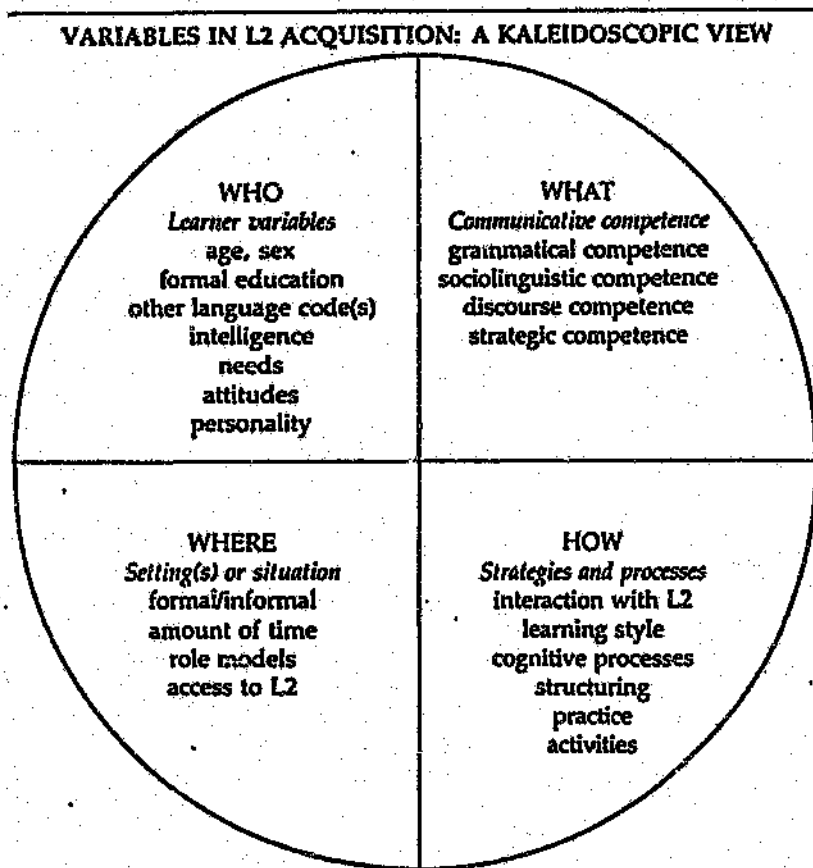 VARIABLES IN L2 ACQUISITION: A KALEIDOSCOPIC VIEW
WHO
Learner variables
age, sex
formal education
other language code(s)
intelligence
needs
attitudes
personality
WHAT
Communicative competence
grammatical competence
sociolinguistic competence
discourse competence
strategic competence
WHERE
Setting(s) or situation
formal/informal
amount of time
role models
access to L2
HOW
Strategies and processes
interaction with L2
learning style
cognitive processes
structuring
practice
activities